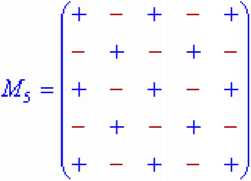 + − + − +
− + − + −
M₅ = + − + − +
− + − + −
+ − + − +